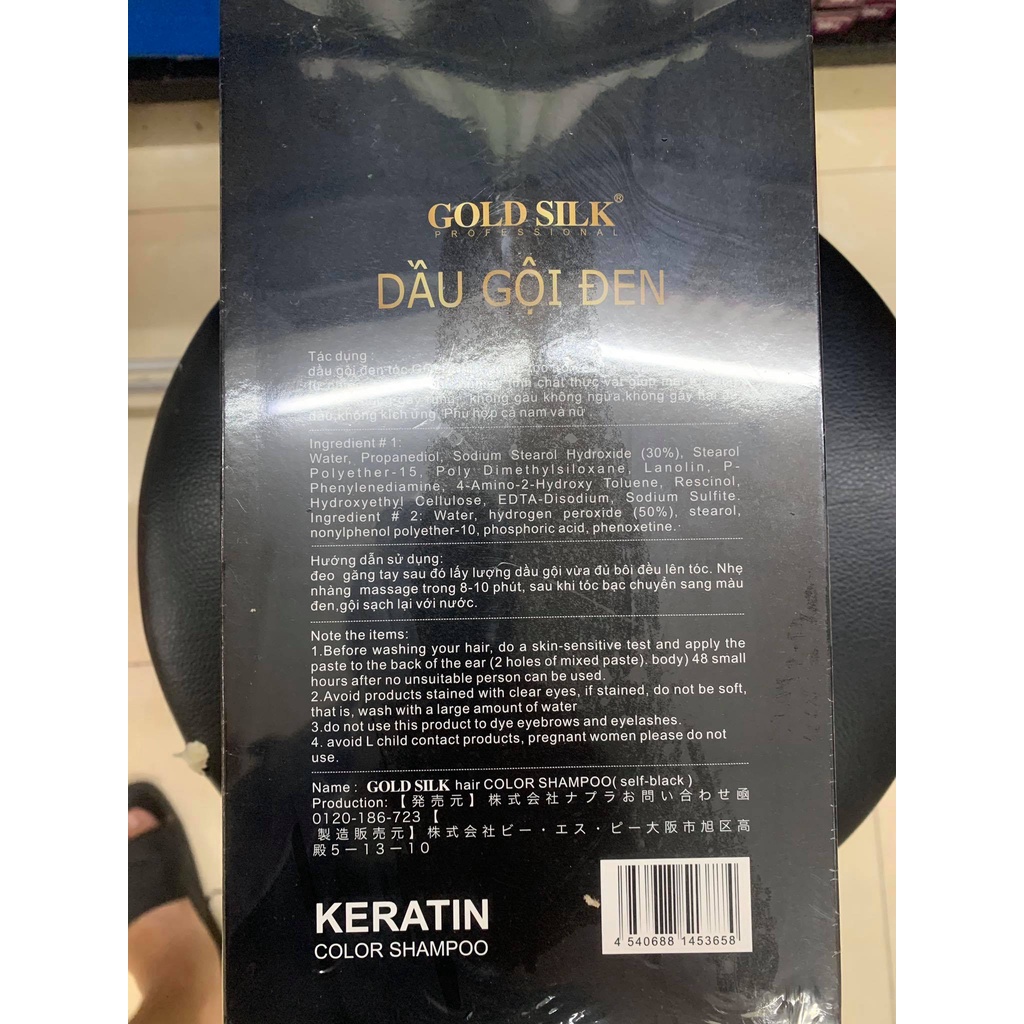 GOLD SILK®
PROFESSIONAL
DẦU GỘI ĐEN
Tác dụng :
dầu gội đen tóc
chất thực vật giúp
không gàu không ngứa,không gây hại da
đầu,không kích ứng. Phù hợp cả nam và nữ .
Ingredient # 1:
Water, Propanediol, Sodium Stearol Hydroxide (30%), Stearol
Polyether-15, Poly Dimethylsiloxane, Lanolin, P-
Phenylenediamine, 4-Amino-2-Hydroxy Toluene, Rescinol,
Hydroxyethyl Cellulose, EDTA-Disodium, Sodium Sulfite.
Ingredient # 2: Water, hydrogen peroxide (50%), stearol,
nonylphenol polyether-10, phosphoric acid, phenoxetine.
Hướng dẫn sử dụng:
đeo găng tay sau đó lấy lượng dầu gội vừa đủ bôi đều lên tóc. Nhẹ
nhàng massage trong 8-10 phút, sau khi tóc bạc chuyển sang màu
đen,gội sạch lại với nước.
Note the items:
1.Before washing your hair, do a skin-sensitive test and apply the
paste to the back of the ear (2 holes of mixed paste). body) 48 small
hours after no unsuitable person can be used.
2.Avoid products stained with clear eyes, if stained, do not be soft,
that is, wash with a large amount of water
3.do not use this product to dye eyebrows and eyelashes.
4. avoid L child contact products, pregnant women please do not
use.
Name : GOLD SILK hair COLOR SHAMPOO( self-black )
Production:【発売元】株式会社ナプラお問い合わせ函
0120-186-723【
製造販売元】株式会社ビー・エス・ピー大阪市旭区高
殿5－13－10
KERATIN
COLOR SHAMPOO
4 540688 1453658